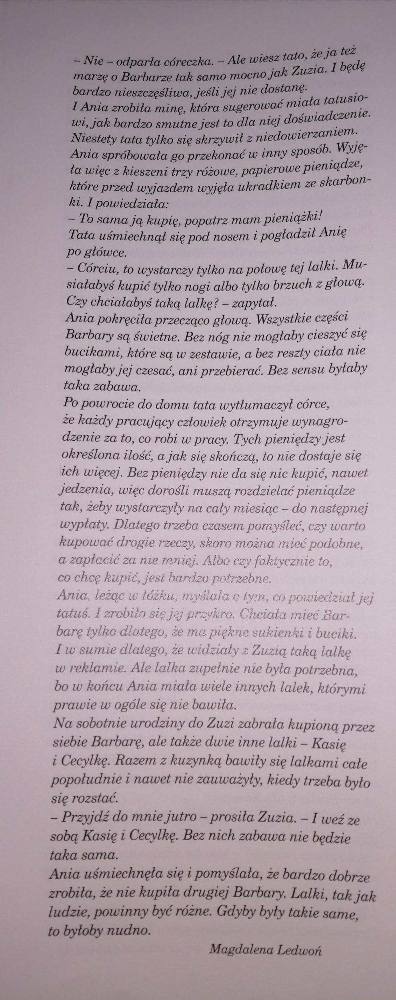 – Nie – odparła córeczka. – Ale wiesz tato, że ja też
marzę o Barbarze tak samo mocno jak Zuzia. I będę
bardzo nieszczęśliwa, jeśli jej nie dostanę.
I Ania zrobiła minę, która sugerować miała tatusio-
wi, jak bardzo smutne jest to dla niej doświadczenie.
Niestety tata tylko się skrzywił z niedowierzaniem.
Ania spróbowała go przekonać w inny sposób. Wyję-
ła więc z kieszeni trzy różowe, papierowe pieniądze,
które przed wyjazdem wyjęła ukradkiem ze skarbon-
ki. I powiedziała:
– To sama ją kupię, popatrz mam pieniążki!
Tata uśmiechnął się pod nosem i pogładził Anię
po główce.
– Córciu, to wystarczy tylko na połowę tej lalki. Mu-
siałabyś kupić tylko nogi albo tylko brzuch z głową.
Czy chciałabyś taką lalkę? – zapytał.
Ania pokręciła przecząco głową. Wszystkie części
Barbary są świetne. Bez nóg nie mogłaby cieszyć się
bucikami, które są w zestawie, a bez reszty ciała nie
mogłaby jej czesać, ani przebierać. Bez sensu byłaby
taka zabawa.
Po powrocie do domu tata wytłumaczył córce,
że każdy pracujący człowiek otrzymuje wynagro-
dzenie za to, co robi w pracy. Tych pieniędzy jest
określona ilość, a jak się skończą, to nie dostaje się
ich więcej. Bez pieniędzy nie da się nic kupić, nawet
jedzenia, więc dorośli muszą rozdzielać pieniądze
tak, żeby wystarczyły na cały miesiąc – do następnej
wypłaty. Dlatego trzeba czasem pomyśleć, czy warto
kupować drogie rzeczy, skoro można mieć podobne,
a zapłacić za nie mniej. Albo czy faktycznie to,
co chcę kupić, jest bardzo potrzebne.
Ania, leżąc w łóżku, myślała o tym, co powiedział jej
tatuś. I zrobiło się jej przykro. Chciała mieć Bar-
barę tylko dlatego, że ma piękne sukienki i buciki.
I w sumie dlatego, że widziały z Zuzią taką lalkę
w reklamie. Ale lalka zupełnie nie była potrzebna,
bo w końcu Ania miała wiele innych lalek, którymi
prawie w ogóle się nie bawiła.
Na sobotnie urodziny do Zuzi zabrała kupioną przez
siebie Barbarę, ale także dwie inne lalki – Kasię
i Cecylkę. Razem z kuzynką bawiły się lalkami całe
popołudnie i nawet nie zauważyły, kiedy trzeba było
się rozstać.
– Przyjdź do mnie jutro – prosiła Zuzia. – I weź ze
sobą Kasię i Cecylkę. Bez nich zabawa nie będzie
taka sama.
Ania uśmiechnęła się i pomyślała, że bardzo dobrze
zrobiła, że nie kupiła drugiej Barbary. Lalki, tak jak
ludzie, powinny być różne. Gdyby były takie same,
to byłoby nudno.
Magdalena Ledwoń